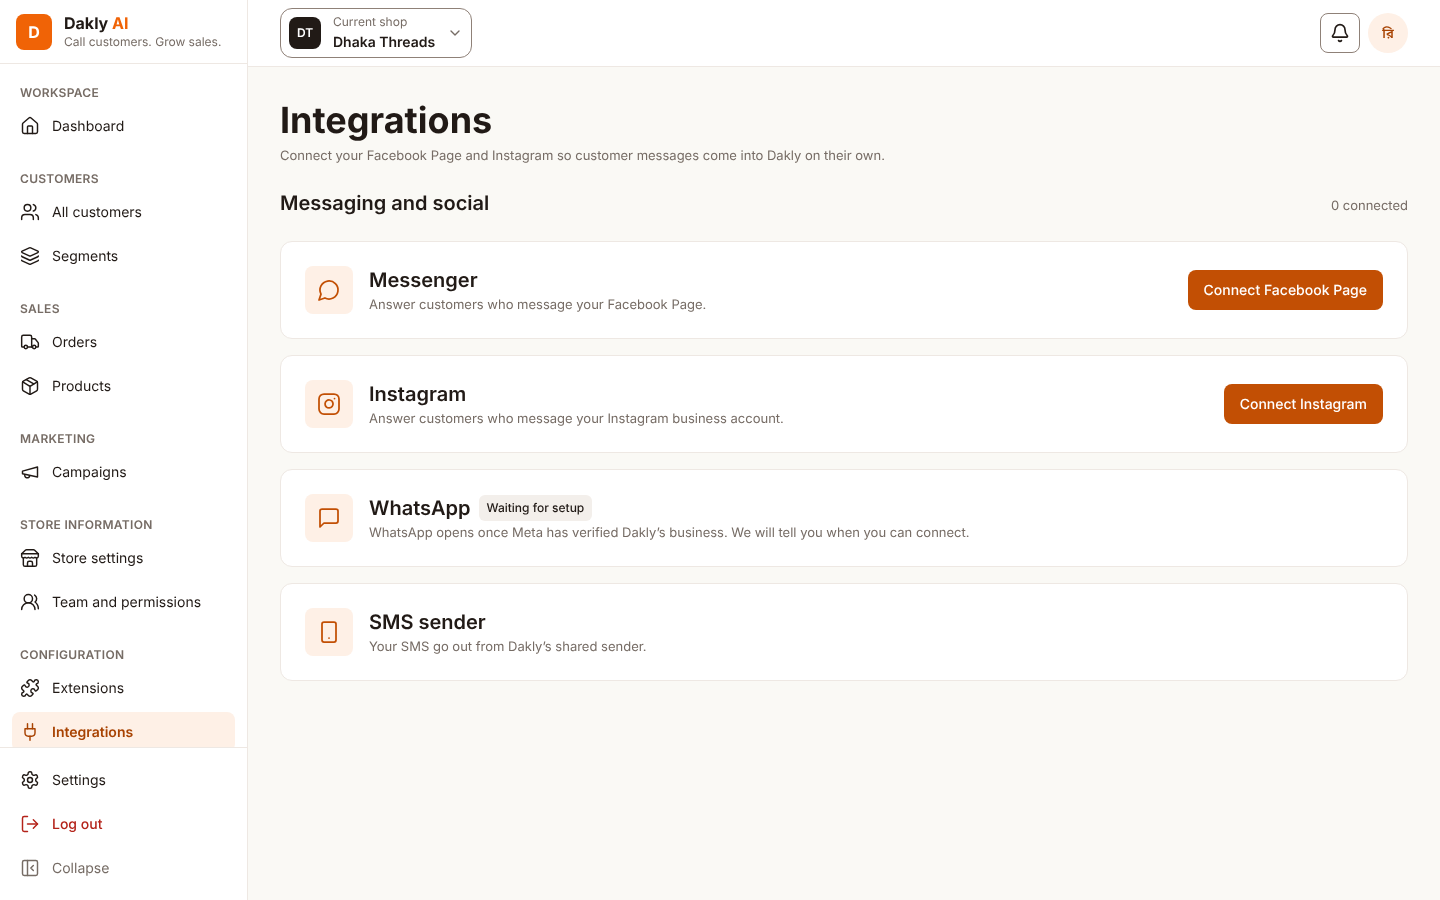 D
Dakly AI
Call customers. Grow sales.
WORKSPACE
Dashboard
CUSTOMERS
All customers
Segments
SALES
Orders
Products
MARKETING
Campaigns
STORE INFORMATION
Store settings
Team and permissions
CONFIGURATION
Extensions
Integrations
Settings
Log out
Collapse
DT
Current shop
Dhaka Threads
রি
Integrations
Connect your Facebook Page and Instagram so customer messages come into Dakly on their own.
Messaging and social
0 connected
Messenger
Answer customers who message your Facebook Page.
Connect Facebook Page
Instagram
Answer customers who message your Instagram business account.
Connect Instagram
WhatsApp Waiting for setup
WhatsApp opens once Meta has verified Dakly’s business. We will tell you when you can connect.
SMS sender
Your SMS go out from Dakly’s shared sender.